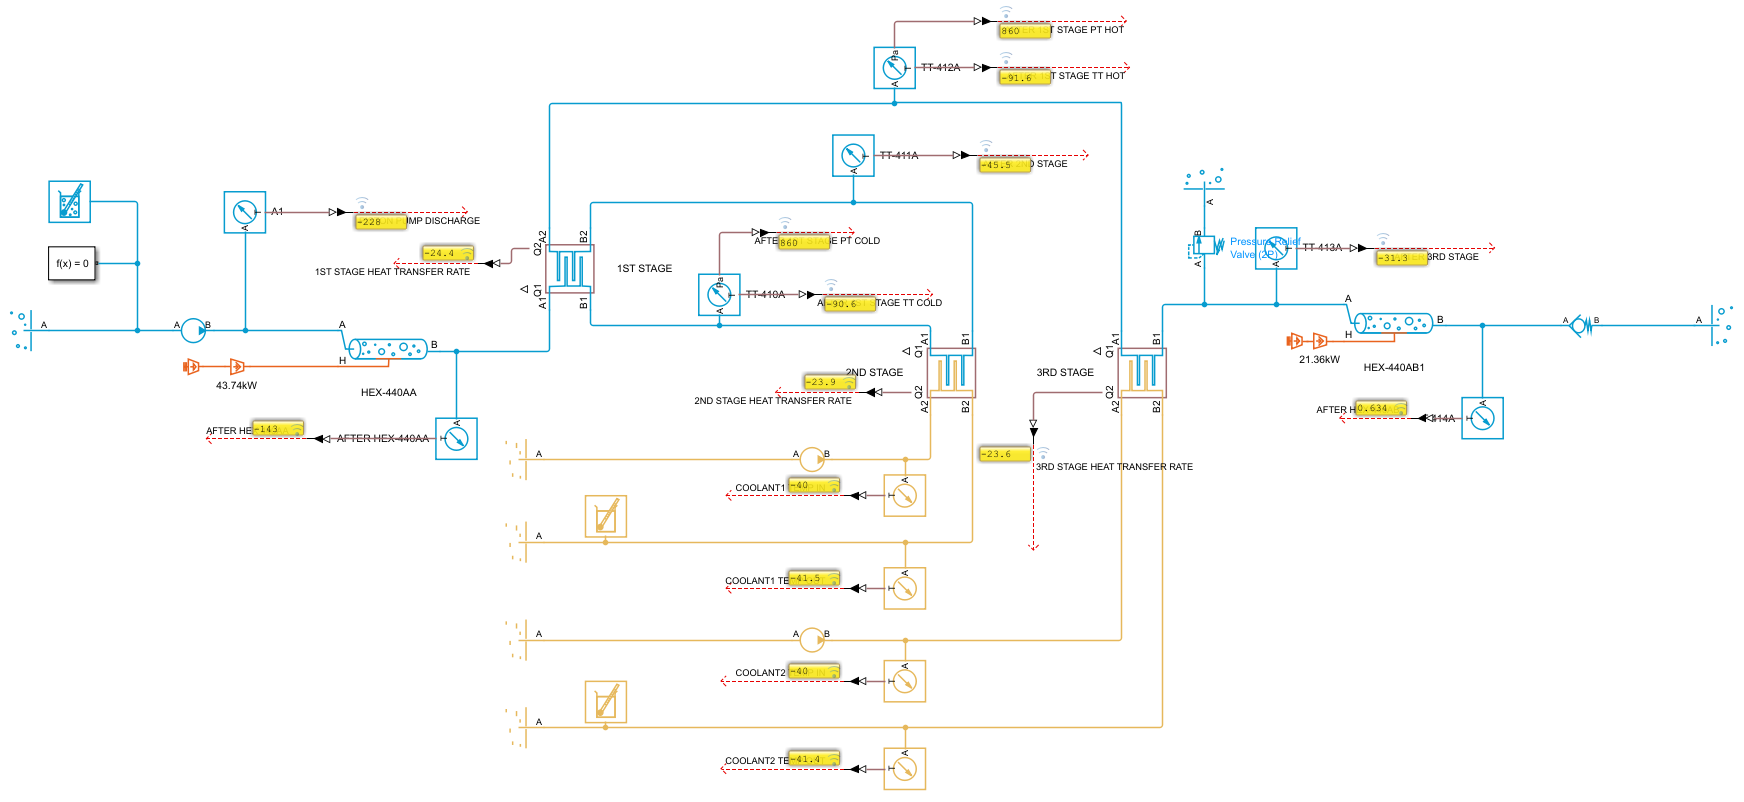 860
T STAGE PT HOT
Pa
TT-412A
-91.6
T STAGE TT HOT
A
TT-411A
-45.5
STAGE
A
A1
-228
PUMP DISCHARGE
A
A
B
Pressure Relief
Valve (2P)
A
A
TT-413A
-31.3
3RD STAGE
-24.4
1ST STAGE HEAT TRANSFER RATE
Q2
A2
B2
1ST STAGE
Q1
A1
B1
860
AFTE
GE PT COLD
Pa
TT-410A
-90.6
STAGE TT COLD
A
f(x) = 0
A
A
B
A
B
H
43.74kW
HEX-440AA
-143
AFTER HE
AFTER HEX-440AA
A
A1
B1
Q1
2ND STAGE
-23.9
2ND STAGE HEAT TRANSFER RATE
Q2
A2
B2
A1
B1
Q1
3RD STAGE
Q2
A2
B2
-23.6
3RD STAGE HEAT TRANSFER RATE
A
B
H
21.36kW
HEX-440AB1
A
B
A
AFTER H
0.634
414A
A
A
A
B
COOLANT1
-40
A
A
COOLANT1 TE
-41.5
A
A
A
B
COOLANT2
-40
A
A
COOLANT2 TE
-41.4
A